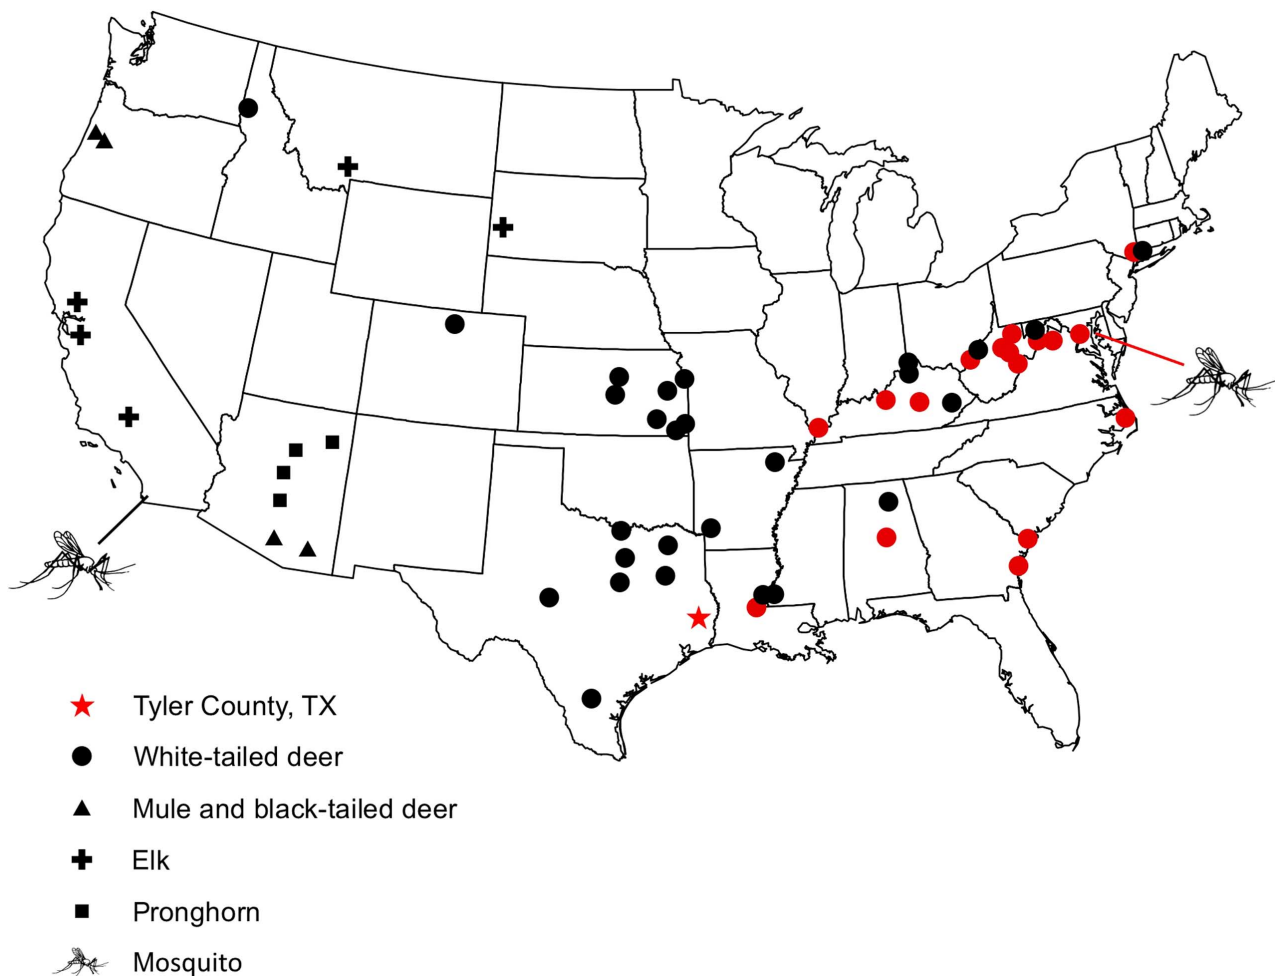 Tyler County, TX
White-tailed deer
Mule and black-tailed deer
Elk
Pronghorn
Mosquito